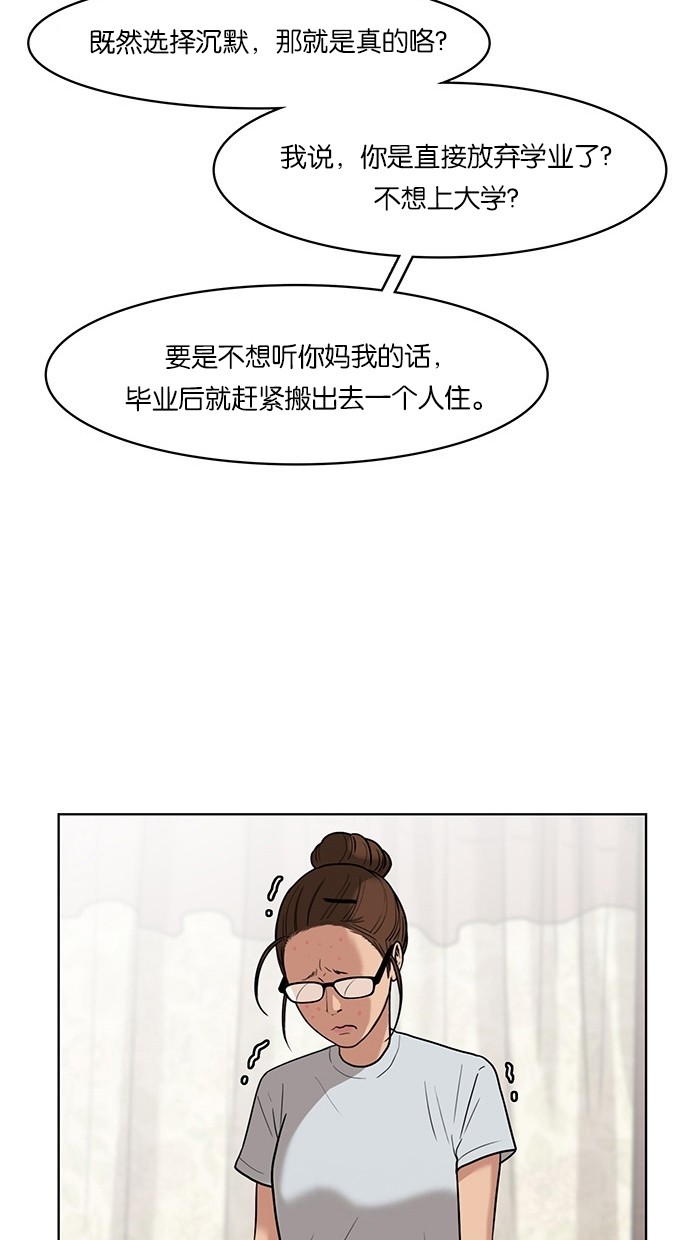 既然选择沉默，那就是真的咯？
我说，你是直接放弃学业了？
不想上大学？
要是不想听你妈我的话，
毕业后就赶紧搬出去一个人住。